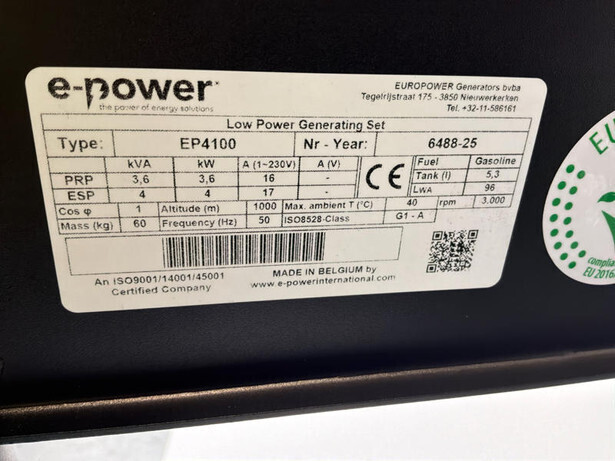 e-power
the power of energy solutions
EUROPOWER Generators bvba
Tegelrijstraat 175 - 3850 Nieuwerkerken
Tel. +32-11-586161
Low Power Generating Set
Type: EP4100 Nr - Year: 6488-25
kVA kW A (1~230V) A (V) CE Fuel Gasoline
PRP 3,6 3,6 16 - Tank (l) 5,3
ESP 4 4 17 - LWA 96
Cos φ 1 Altitude (m) 1000 Max. ambient T (°C) 40 rpm 3.000
Mass (kg) 60 Frequency (Hz) 50 ISO8528-Class G1 - A
An ISO9001/14001/45001
Certified Company
MADE IN BELGIUM by
www.e-powerinternational.com
EU
EU 2016